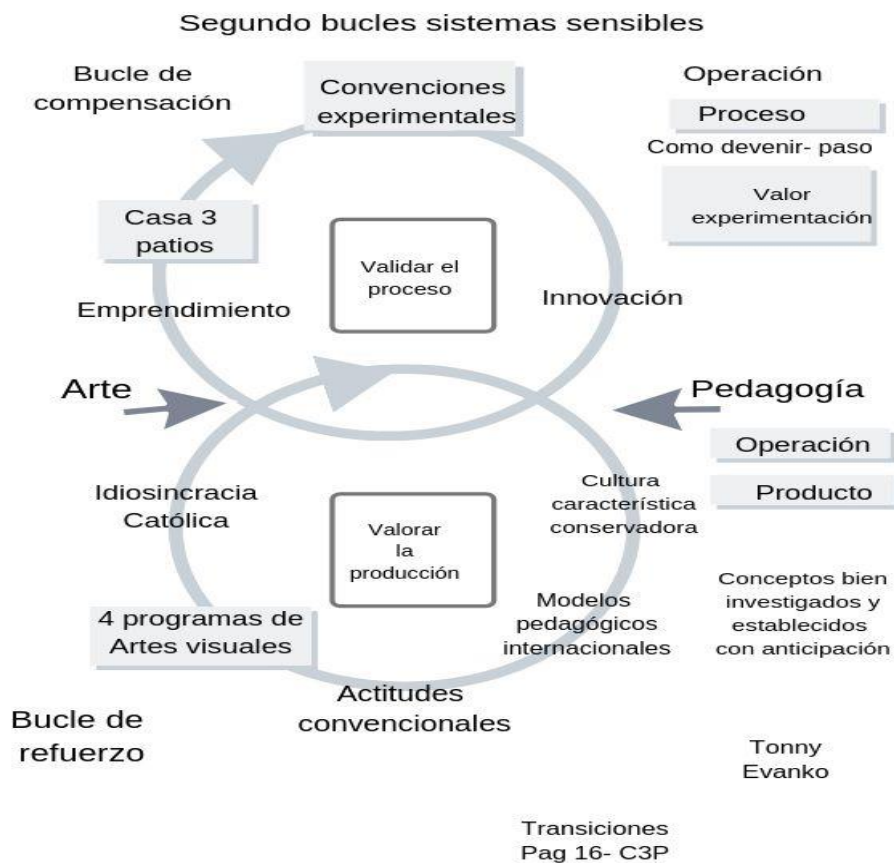 Segundo bucles sistemas sensibles
Bucle de
compensación
Convenciones
experimentales
Operación
Proceso
Como devenir- paso
Valor
experimentación
Casa 3
patios
Validar el
proceso
Emprendimiento
Innovación
Arte
Pedagogía
Operación
Producto
Idiosincracia
Católica
Cultura
característica
conservadora
Valorar
la
producción
Conceptos bien
investigados y
establecidos
con anticipación
Modelos
pedagógicos
internacionales
4 programas de
Artes visuales
Actitudes
convencionales
Bucle de
refuerzo
Tonny
Evanko
Transiciones
Pag 16- C3P